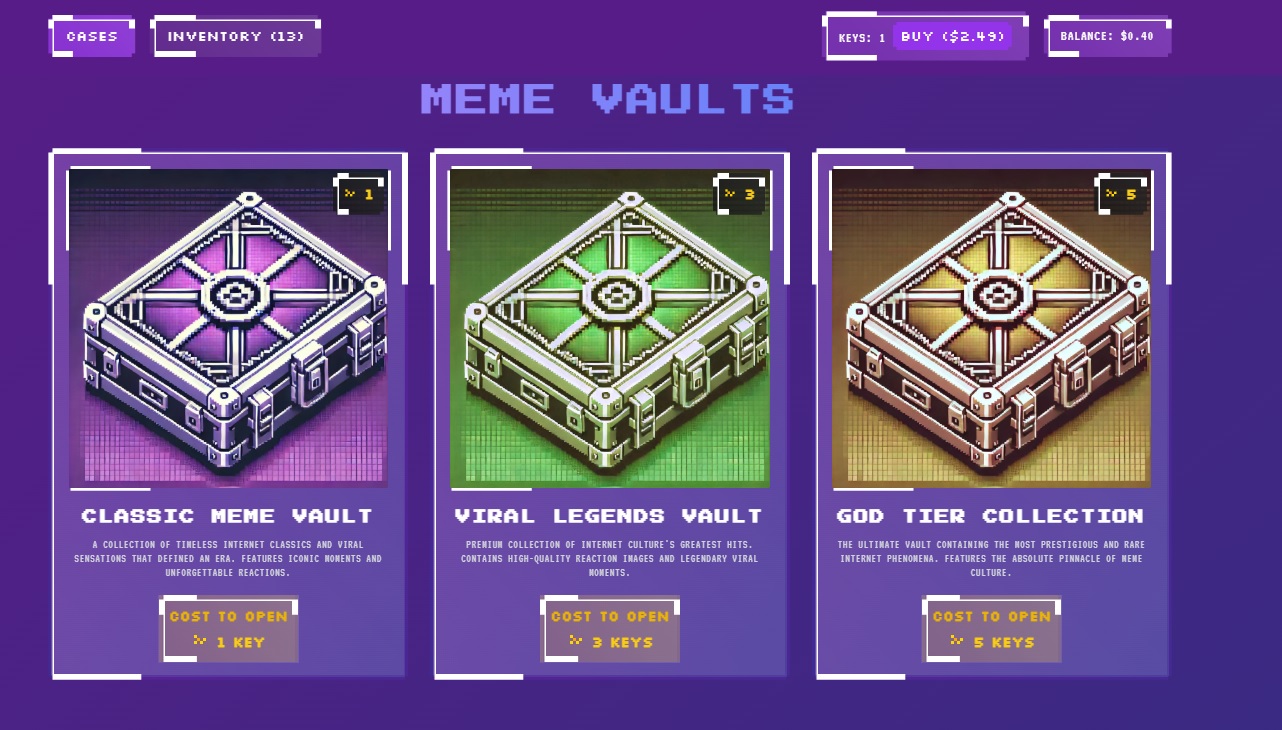 CASES
INVENTORY (13)
KEYS: 1
BUY ($2.49)
BALANCE: $0.40
MEME VAULTS
1
3
5
CLASSIC MEME VAULT
A COLLECTION OF TIMELESS INTERNET CLASSICS AND VIRAL
SENSATIONS THAT DEFINED AN ERA. FEATURES ICONIC MOMENTS AND
UNFORGETTABLE REACTIONS.
COST TO OPEN
1 KEY
VIRAL LEGENDS VAULT
PREMIUM COLLECTION OF INTERNET CULTURE'S GREATEST HITS.
CONTAINS HIGH-QUALITY REACTION IMAGES AND LEGENDARY VIRAL
MOMENTS.
COST TO OPEN
3 KEYS
GOD TIER COLLECTION
THE ULTIMATE VAULT CONTAINING THE MOST PRESTIGIOUS AND RARE
INTERNET PHENOMENA. FEATURES THE ABSOLUTE PINNACLE OF MEME
CULTURE.
COST TO OPEN
5 KEYS